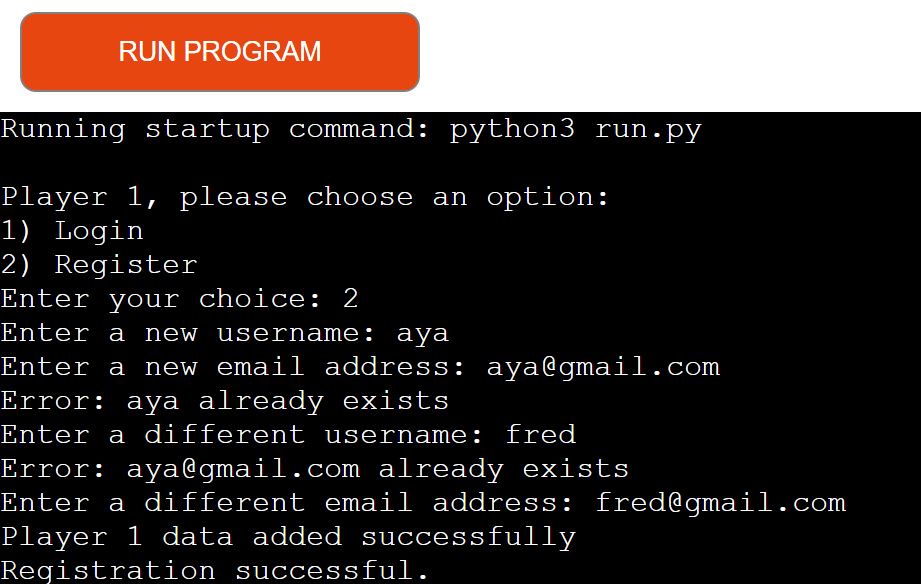 RUN PROGRAM
Running startup command: python3 run.py
Player 1, please choose an option:
1) Login
2) Register
Enter your choice: 2
Enter a new username: aya
Enter a new email address: aya@gmail.com
Error: aya already exists
Enter a different username: fred
Error: aya@gmail.com already exists
Enter a different email address: fred@gmail.com
Player 1 data added successfully
Registration successful.